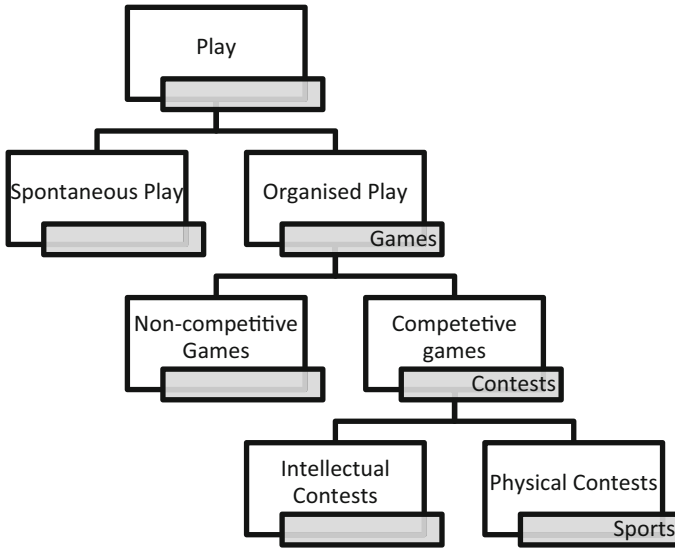 Play
Spontaneous Play
Organised Play
Games
Non-competitive
Games
Competetive
games
Contests
Intellectual
Contests
Physical Contests
Sports